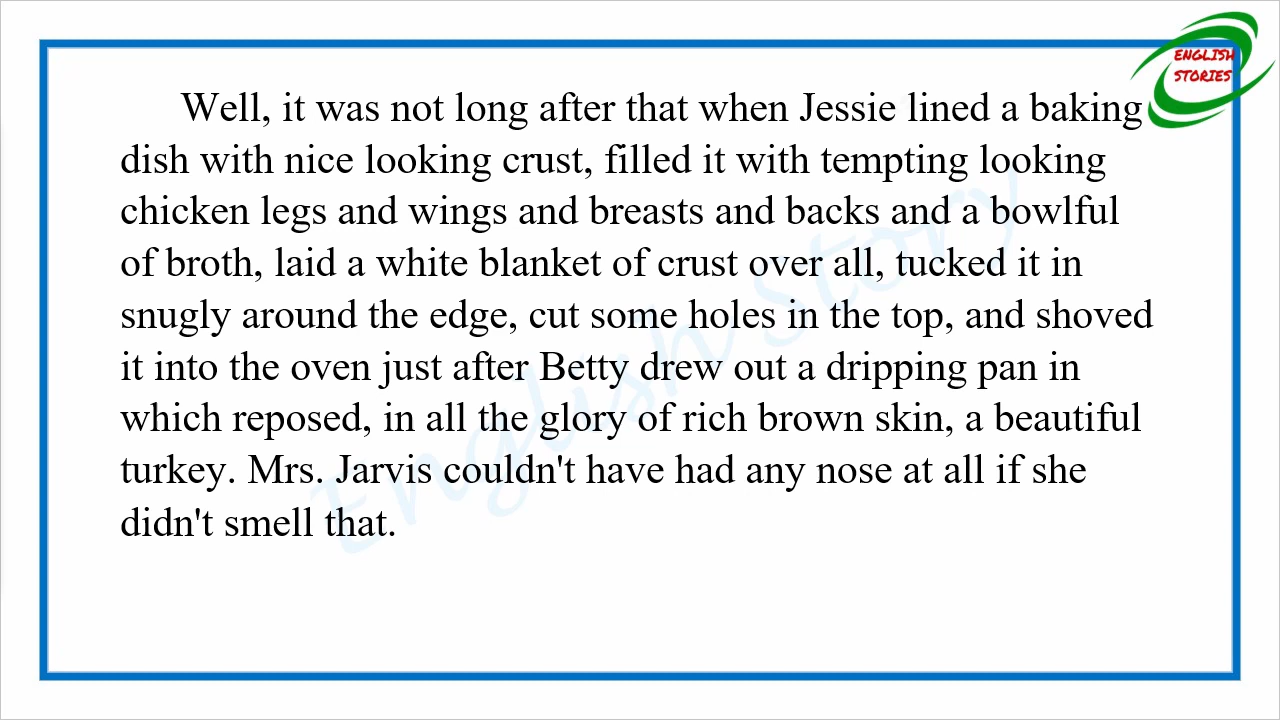 ENGLISH
STORIES
Well, it was not long after that when Jessie lined a baking
dish with nice looking crust, filled it with tempting looking
chicken legs and wings and breasts and backs and a bowlful
of broth, laid a white blanket of crust over all, tucked it in
snugly around the edge, cut some holes in the top, and shoved
it into the oven just after Betty drew out a dripping pan in
which reposed, in all the glory of rich brown skin, a beautiful
turkey. Mrs. Jarvis couldn't have had any nose at all if she
didn't smell that.
English Story